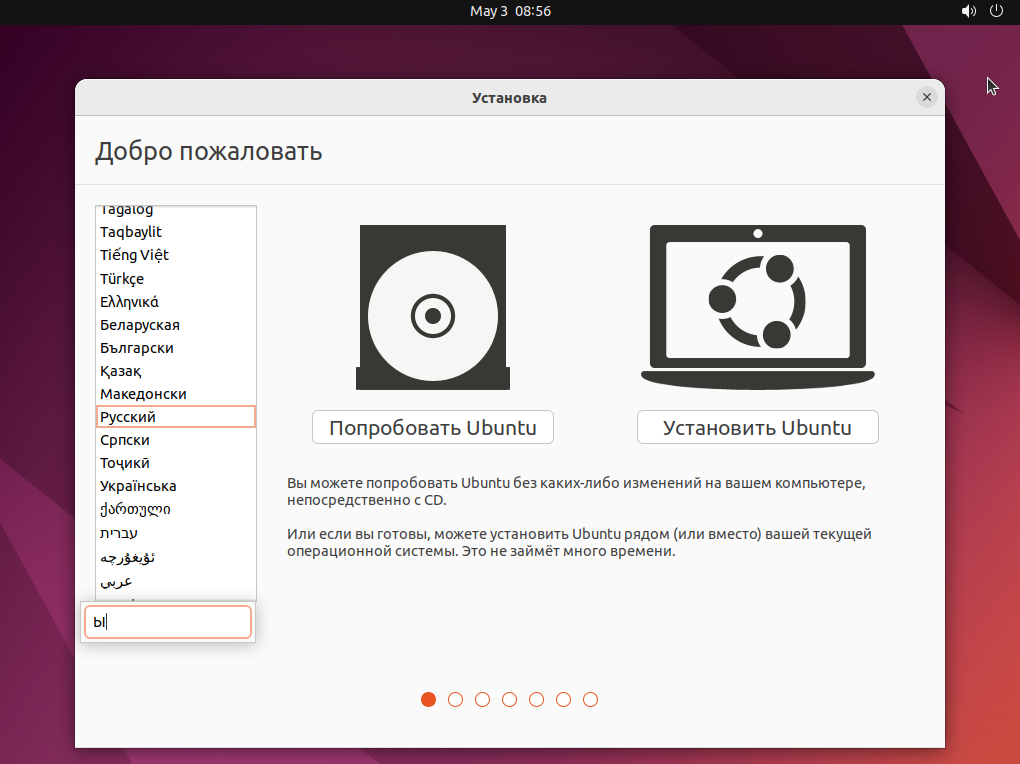 May 3 08:56
Установка
Добро пожаловать
Tagalog
Taqbaylit
Tiếng Việt
Türkçe
Ελληνικά
Беларуская
Български
Қазақ
Македонски
Русский
Српски
Тоҷикӣ
Українська
ქართული
עברית
ئۇيغۇرچە
عربي
ы
Попробовать Ubuntu
Установить Ubuntu
Вы можете попробовать Ubuntu без каких-либо изменений на вашем компьютере,
непосредственно с CD.
Или если вы готовы, можете установить Ubuntu рядом (или вместо) вашей текущей
операционной системы. Это не займёт много времени.